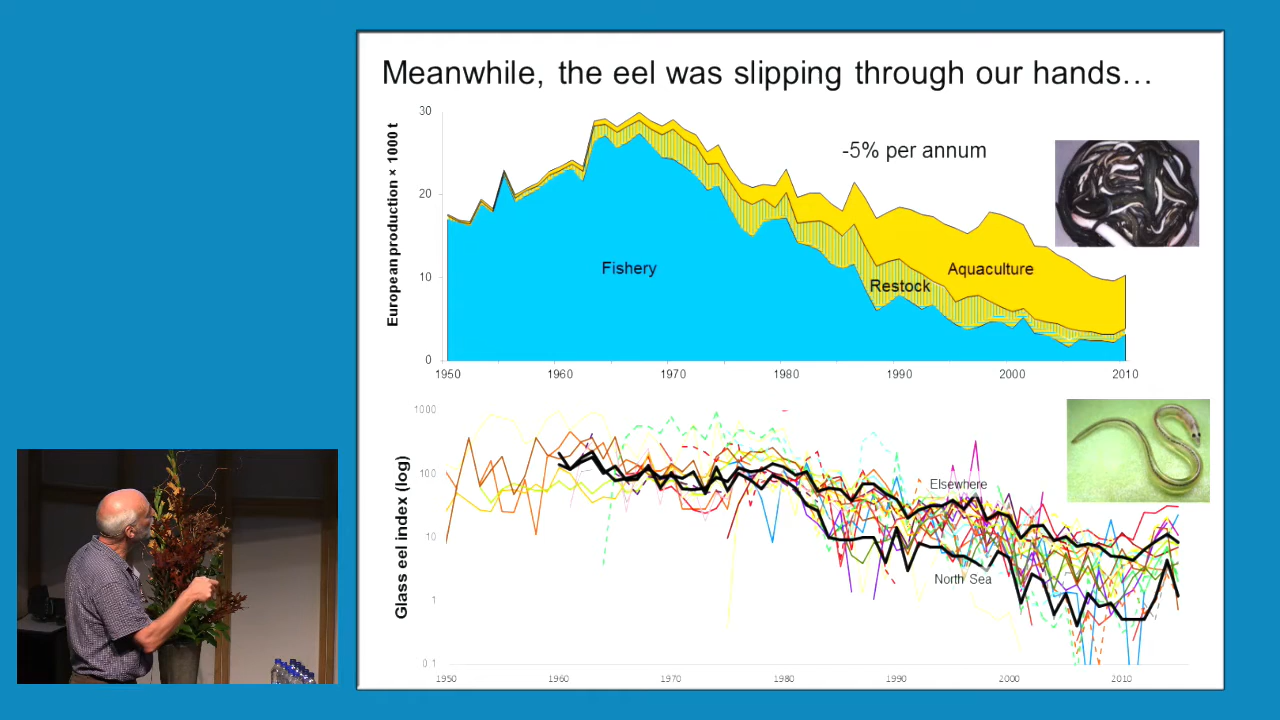 Meanwhile, the eel was slipping through our hands…
European production × 1000 t
30
20
10
0
-5% per annum
Fishery
Restock
Aquaculture
1950 1960 1970 1980 1990 2000 2010
Glass eel index (log)
1000
100
10
1
0.1
Elsewhere
North Sea
1950 1960 1970 1980 1990 2000 2010